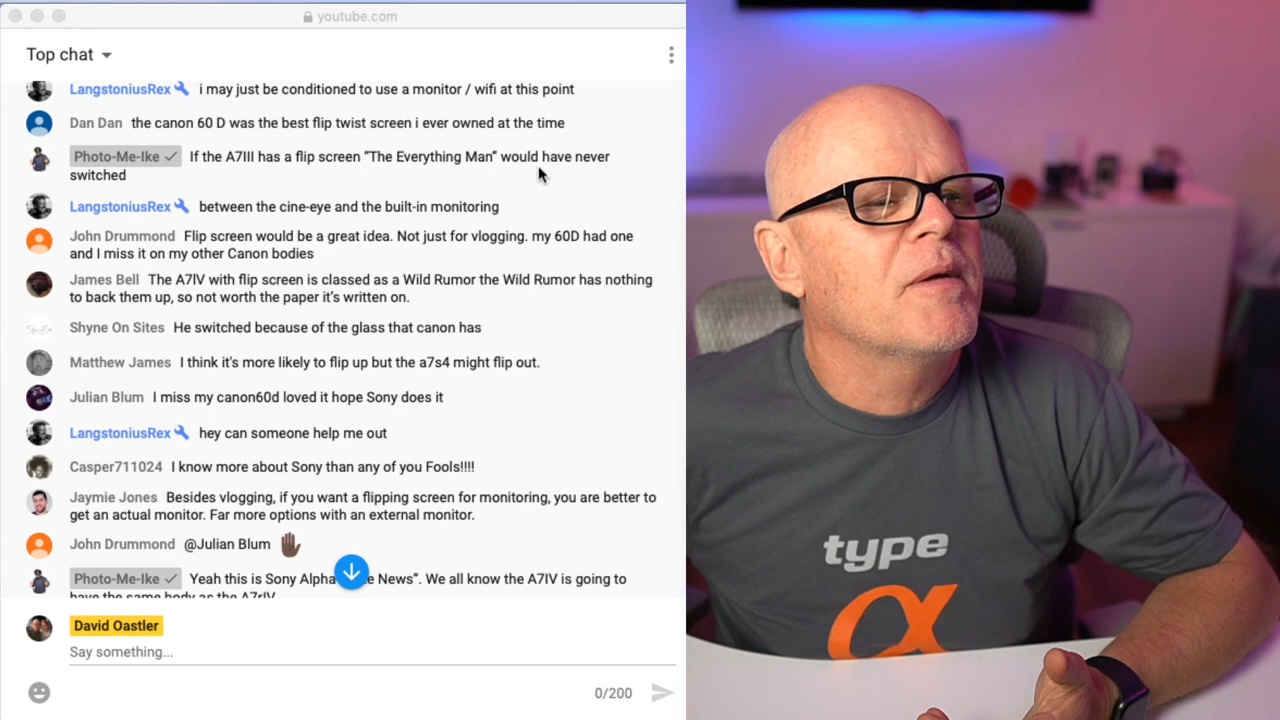 youtube.com
Top chat
LangstoniusRex i may just be conditioned to use a monitor / wifi at this point
Dan Dan the canon 60 D was the best flip twist screen i ever owned at the time
Photo-Me-Ike If the A7III has a flip screen “The Everything Man” would have never
switched
LangstoniusRex between the cine-eye and the built-in monitoring
John Drummond Flip screen would be a great idea. Not just for vlogging. my 60D had one
and I miss it on my other Canon bodies
James Bell The A7IV with flip screen is classed as a Wild Rumor the Wild Rumor has nothing
to back them up, so not worth the paper it's written on.
Shyne On Sites He switched because of the glass that canon has
Matthew James I think it's more likely to flip up but the a7s4 might flip out.
Julian Blum I miss my canon60d loved it hope Sony does it
LangstoniusRex hey can someone help me out
Casper711024 I know more about Sony than any of you Fools!!!!
Jaymie Jones Besides vlogging, if you want a flipping screen for monitoring, you are better to
get an actual monitor. Far more options with an external monitor.
John Drummond @Julian Blum
Photo-Me-Ike Yeah this is Sony Alpha News”. We all know the A7IV is going to
have the same body as the A7rIV
David Oastler
Say something...
0/200
type
α